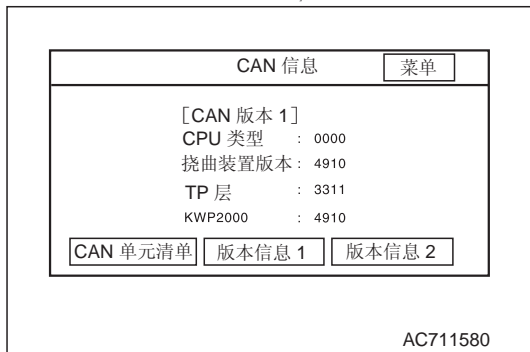 CAN 信息 菜单
[CAN 版本 1]
CPU 类型 : 0000
挠曲装置版本 : 4910
TP 层 : 3311
KWP2000 : 4910
CAN 单元清单 版本信息 1 版本信息 2
AC711580